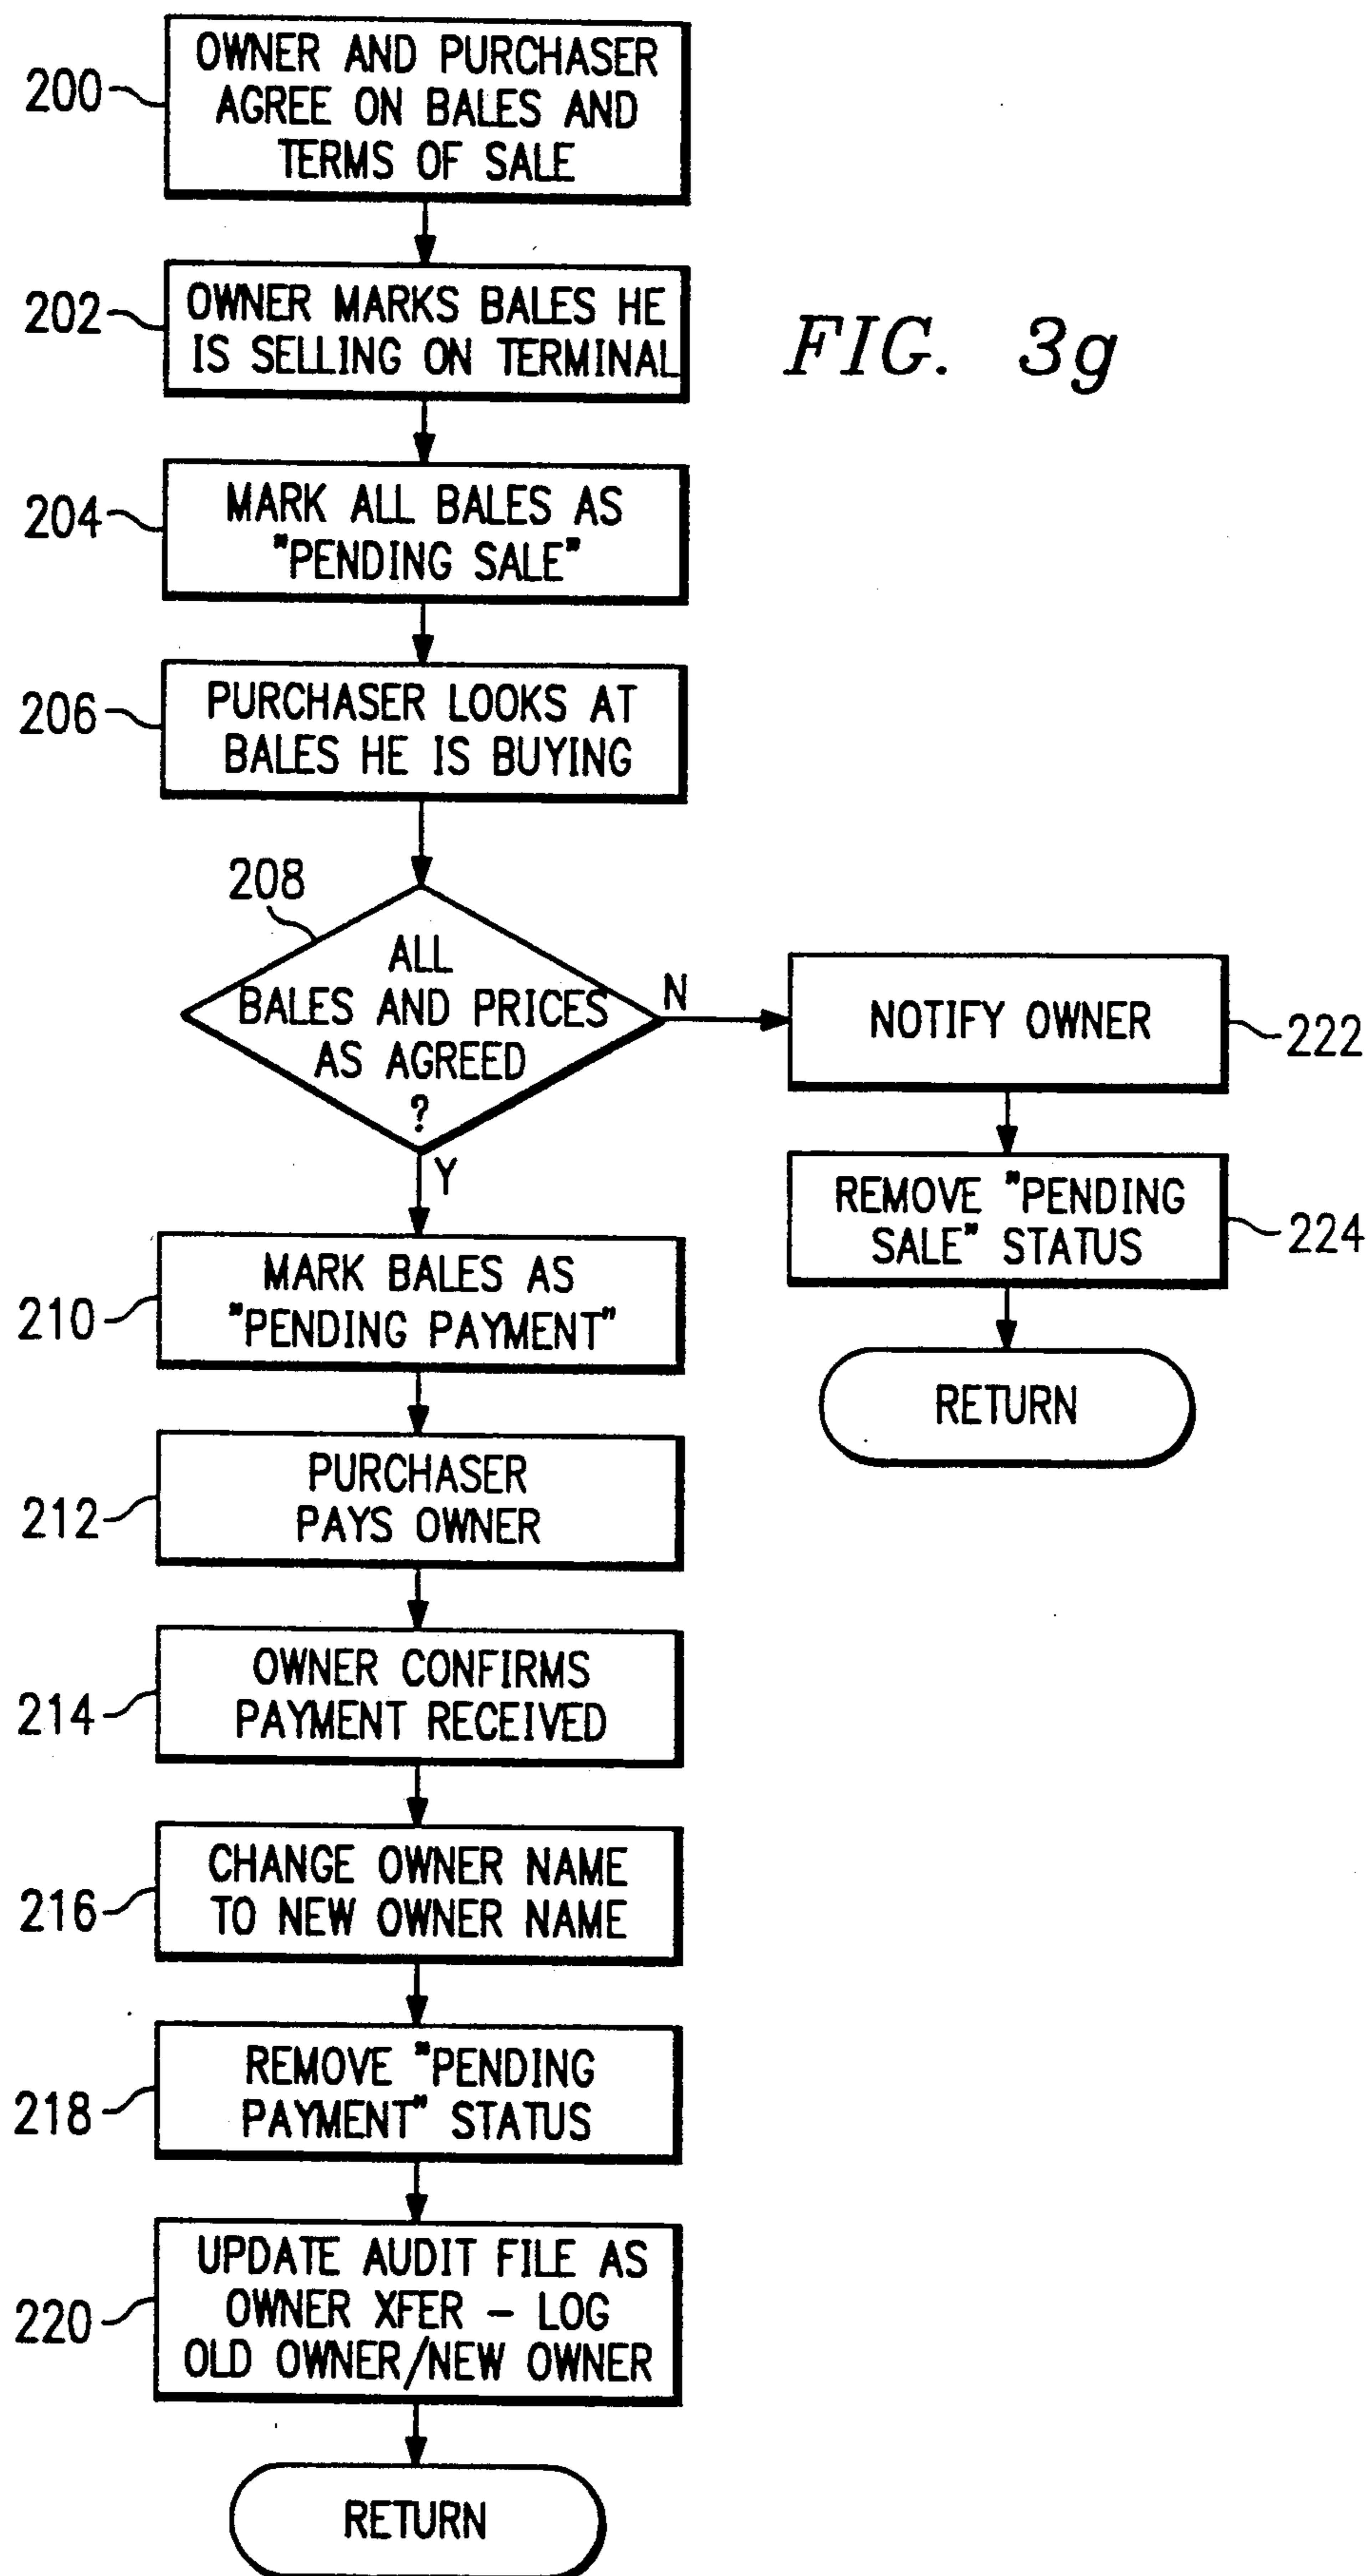 200
OWNER AND PURCHASER
AGREE ON BALES AND
TERMS OF SALE
202
OWNER MARKS BALES HE
IS SELLING ON TERMINAL
FIG. 3g
204
MARK ALL BALES AS
"PENDING SALE"
206
PURCHASER LOOKS AT
BALES HE IS BUYING
208
ALL
BALES AND PRICES
AS AGREED
?
N
NOTIFY OWNER
222
REMOVE "PENDING
SALE" STATUS
224
RETURN
Y
210
MARK BALES AS
"PENDING PAYMENT"
212
PURCHASER
PAYS OWNER
214
OWNER CONFIRMS
PAYMENT RECEIVED
216
CHANGE OWNER NAME
TO NEW OWNER NAME
218
REMOVE "PENDING
PAYMENT" STATUS
220
UPDATE AUDIT FILE AS
OWNER XFER - LOG
OLD OWNER/NEW OWNER
RETURN